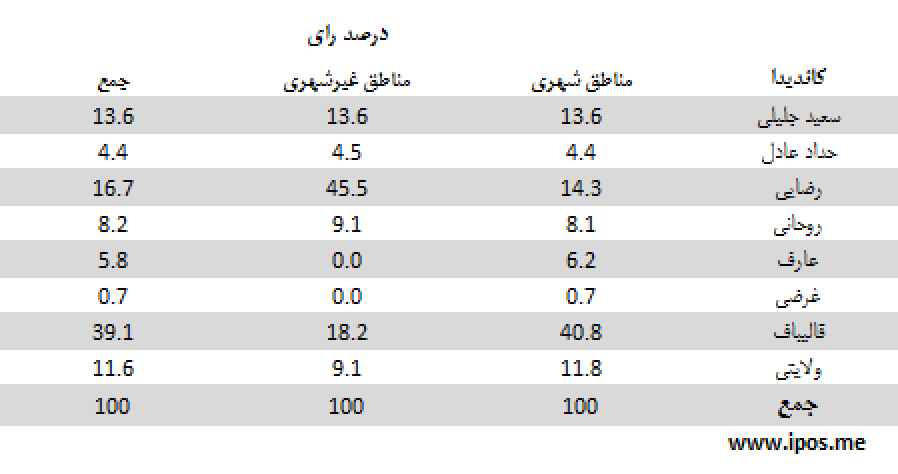 درصد رای
کاندیدا مناطق شهری مناطق غیرشهری جمع
سعید جلیلی 13.6 13.6 13.6
حداد عادل 4.4 4.5 4.4
رضایی 14.3 45.5 16.7
روحانی 8.1 9.1 8.2
عارف 6.2 0.0 5.8
غرضی 0.7 0.0 0.7
قالیباف 40.8 18.2 39.1
ولایتی 11.8 9.1 11.6
جمع 100 100 100
www.ipos.me